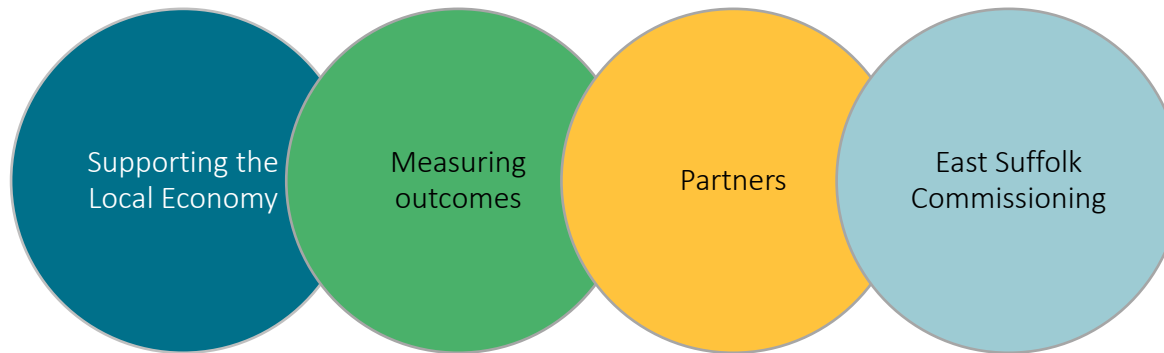 Supporting the
Local Economy
Measuring
outcomes
Partners
East Suffolk
Commissioning